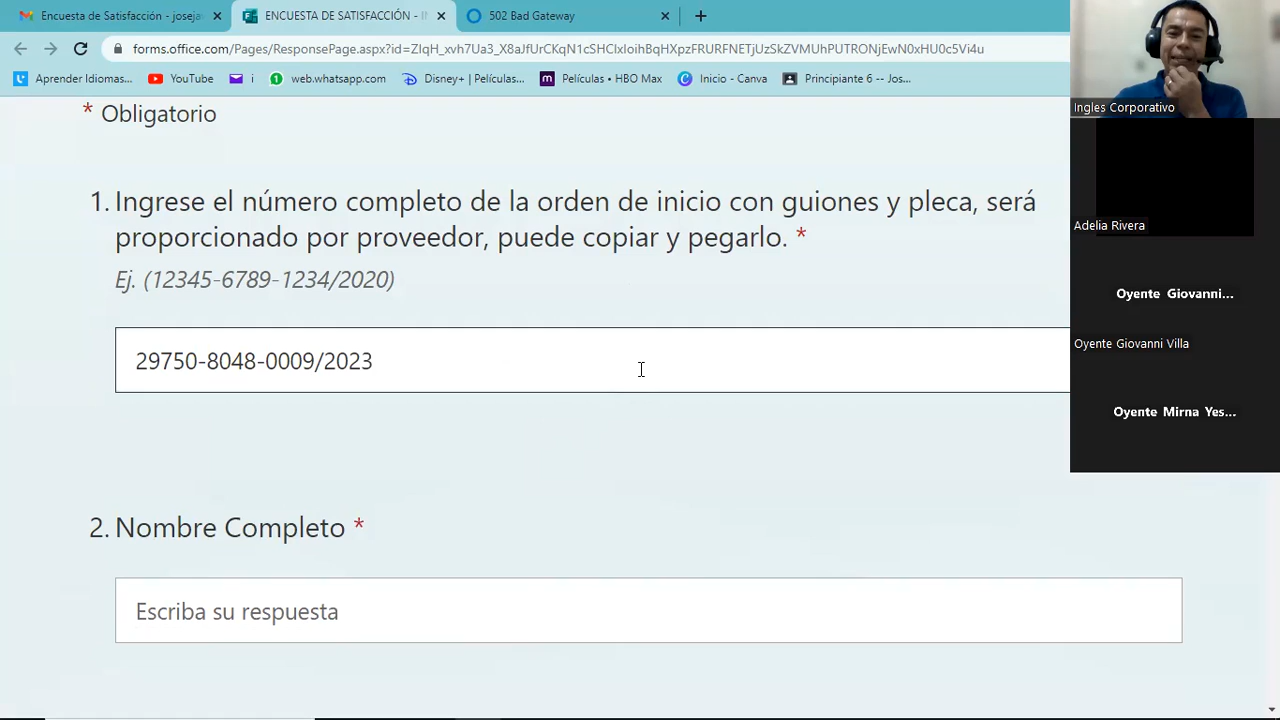 Encuesta de Satisfacción - joseja
ENCUESTA DE SATISFACCIÓN - I
502 Bad Gateway
forms.office.com/Pages/ResponsePage.aspx?id=ZIqH_xvh7Ua3_X8aJfUrCKqN1cSHCIxIoihBqHXpzFRURFNETjUzSkZVMUhPUTRONjEwN0xHU0c5Vi4u
Aprender Idiomas...
YouTube
i
web.whatsapp.com
Disney+ | Películas...
Películas - HBO Max
Inicio - Canva
Principiante 6 -- Jos...
* Obligatorio
1. Ingrese el número completo de la orden de inicio con guiones y pleca, será
proporcionado por proveedor, puede copiar y pegarlo. *
Ej. (12345-6789-1234/2020)
29750-8048-0009/2023
2. Nombre Completo *
Escriba su respuesta
Ingles Corporativo
Adelia Rivera
Oyente Giovanni...
Oyente Giovanni Villa
Oyente Mirna Yes...